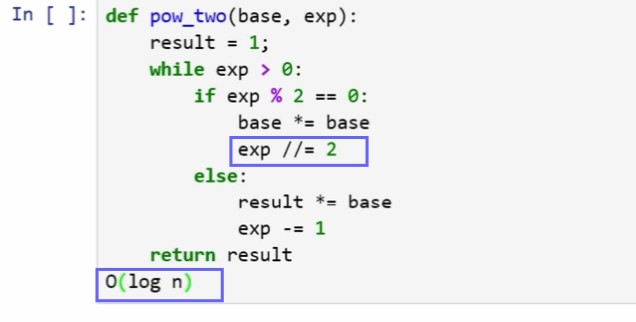 In [ ]: def pow_two(base, exp):
    result = 1;
    while exp > 0:
        if exp % 2 == 0:
            base *= base
            exp //= 2
        else:
            result *= base
            exp -= 1
    return result
O(log n)